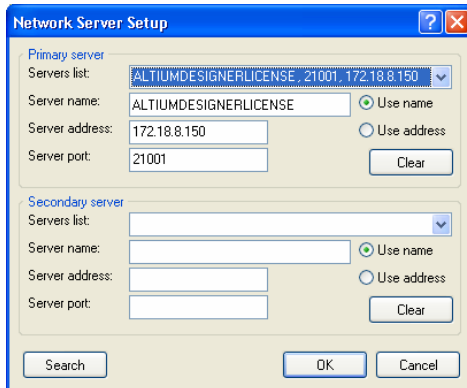 Network Server Setup
Primary server
Servers list: ALTIUMDESIGNERLICENSE, 21001, 172.18.8.150
Server name: ALTIUMDESIGNERLICENSE Use name
Server address: 172.18.8.150 Use address
Server port: 21001 Clear
Secondary server
Servers list:
Server name: Use name
Server address: Use address
Server port: Clear
Search OK Cancel